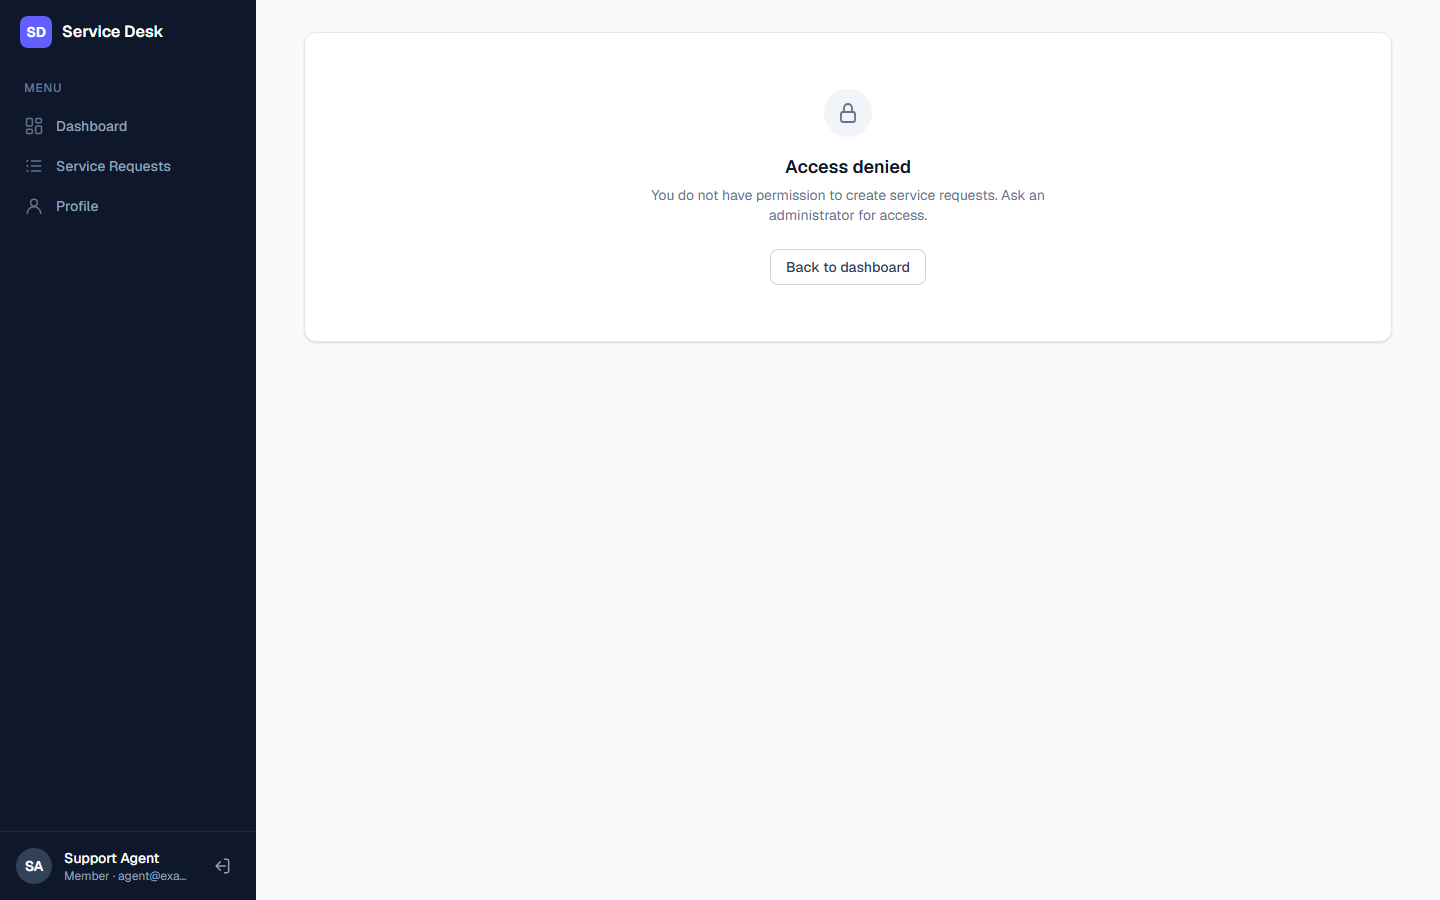 SD Service Desk
MENU
Dashboard
Service Requests
Profile
Access denied
You do not have permission to create service requests. Ask an
administrator for access.
Back to dashboard
SA
Support Agent
Member · agent@exa...